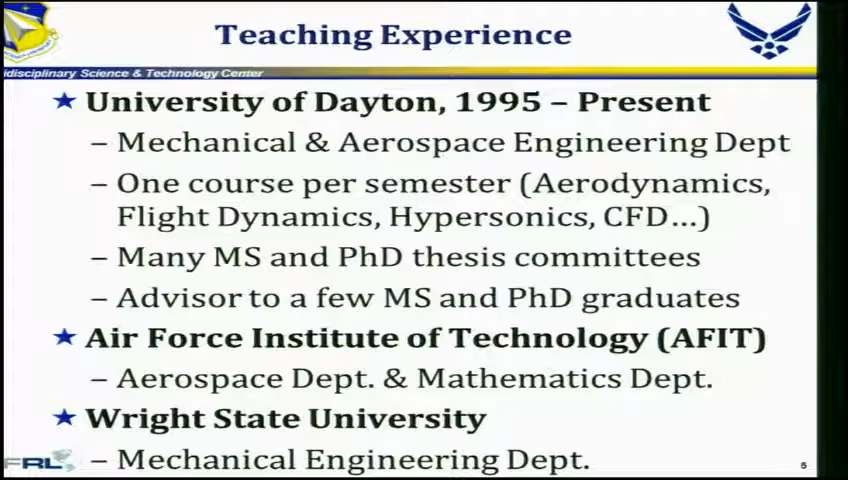 Teaching Experience
idisciplinary Science & Technology Center
University of Dayton, 1995 – Present
– Mechanical & Aerospace Engineering Dept
– One course per semester (Aerodynamics,
Flight Dynamics, Hypersonics, CFD...)
– Many MS and PhD thesis committees
– Advisor to a few MS and PhD graduates
Air Force Institute of Technology (AFIT)
– Aerospace Dept. & Mathematics Dept.
Wright State University
– Mechanical Engineering Dept.
FRL
5